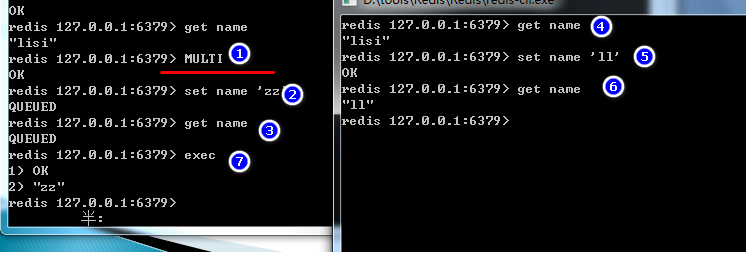 OK
redis 127.0.0.1:6379> get name
"lisi"
redis 127.0.0.1:6379> MULTI 1
OK
redis 127.0.0.1:6379> set name 'zz' 2
QUEUED
redis 127.0.0.1:6379> get name 3
QUEUED
redis 127.0.0.1:6379> exec 7
1) OK
2) "zz"
redis 127.0.0.1:6379>
半:
D:\tools\Redis\Redis\redis-cli.exe
redis 127.0.0.1:6379> get name 4
"lisi"
redis 127.0.0.1:6379> set name 'll' 5
OK
redis 127.0.0.1:6379> get name 6
"ll"
redis 127.0.0.1:6379>